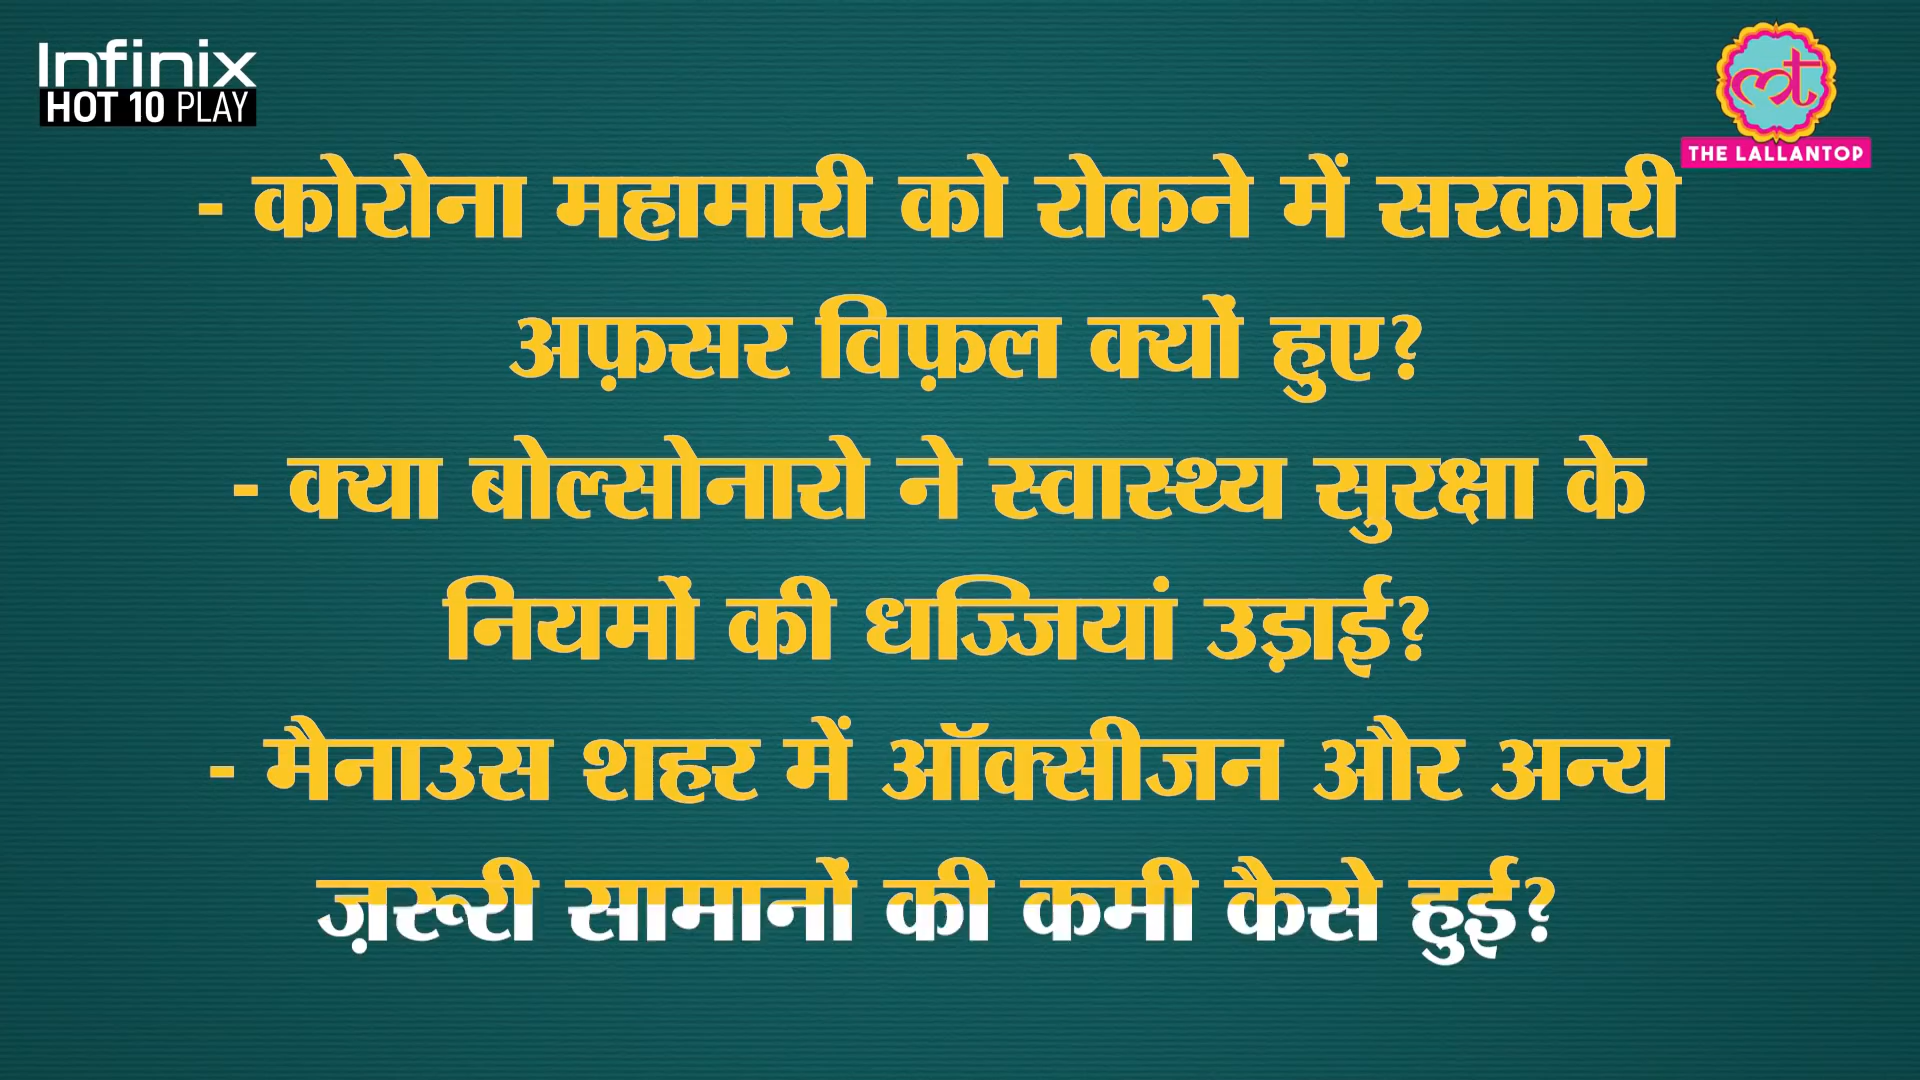 Infinix
HOT 10 PLAY
THE LALLANTOP
- कोरोना महामारी को रोकने में सरकारी
अफ़सर विफ़ल क्यों हुए?
- क्या बोल्सोनारो ने स्वास्थ्य सुरक्षा के
नियमों की धज्जियां उड़ाई?
- मैनाउस शहर में ऑक्सीजन और अन्य
ज़रूरी सामानों की कमी कैसे हुई?